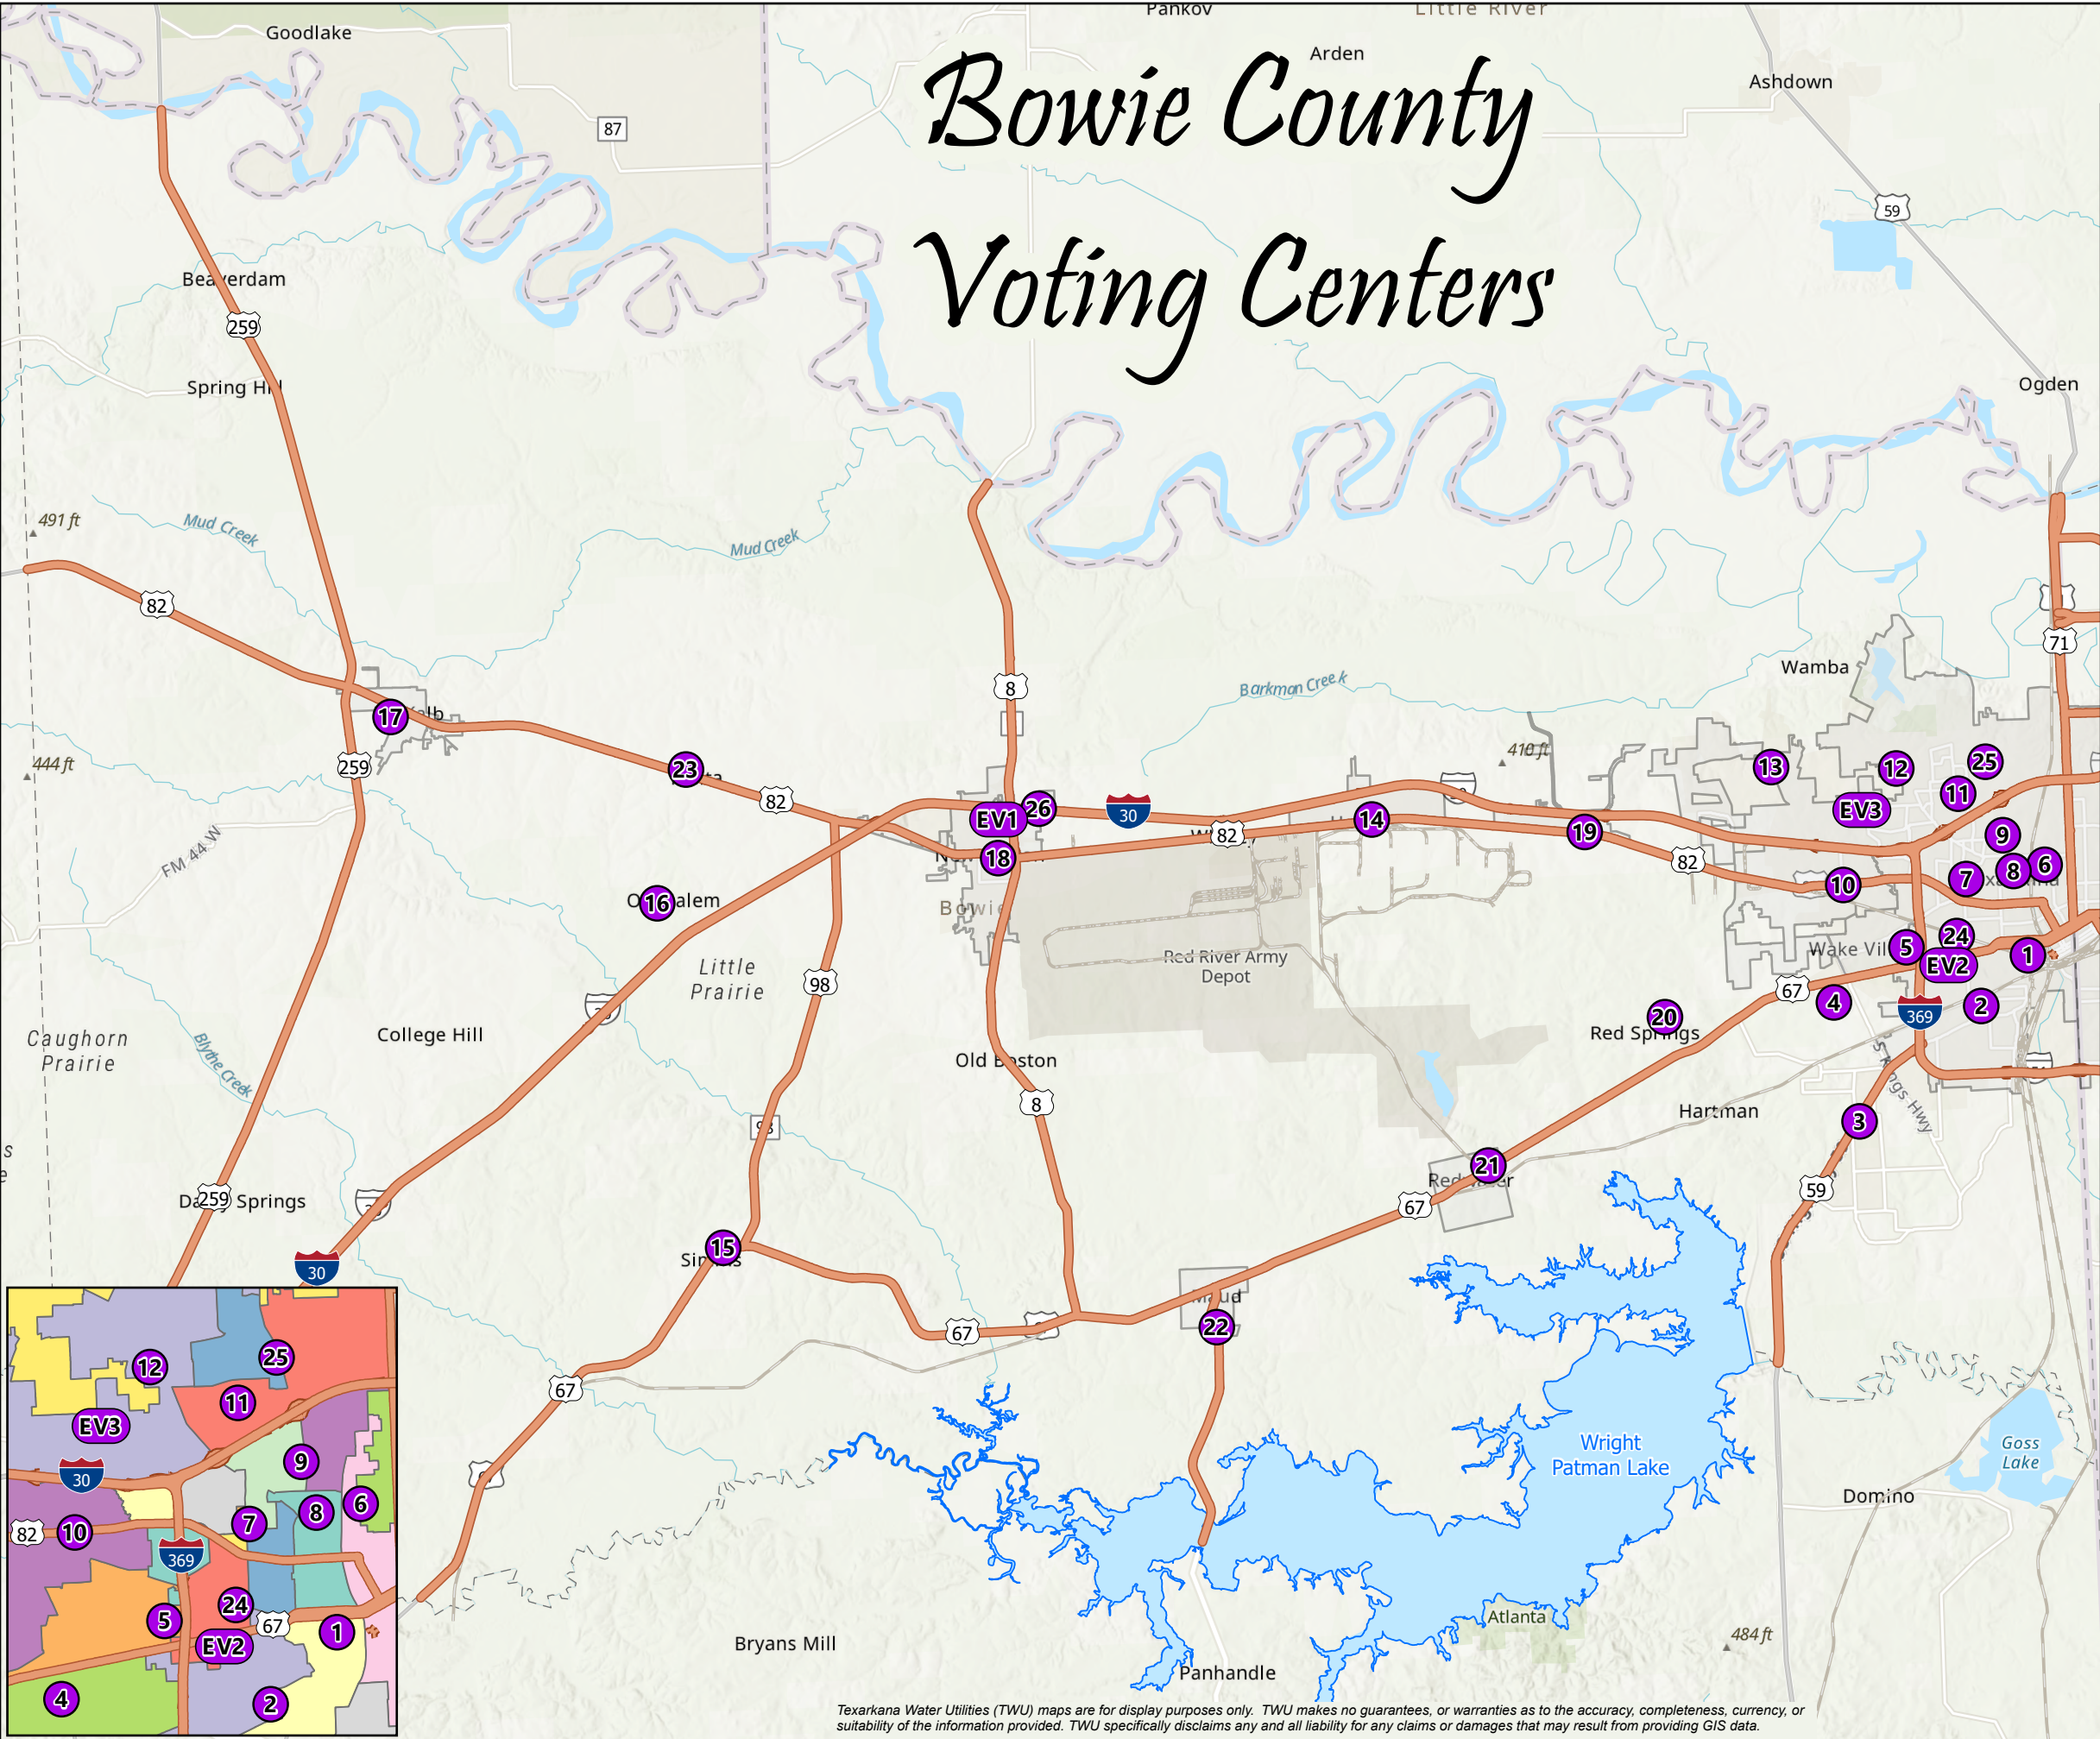 Goodlake
Pankov
Little River
Arden
Ashdown
Bowie County
Voting Centers
87
59
Beaverdam
259
Spring Hill
Ogden
491 ft
Mud Creek
Mud Creek
82
71
8
Wamba
Barkman Creek
17
444 ft
259
23
82
410 ft
13
12
25
11
EV3
EV1
26
30
14
19
82
18
82
9
10
7
8
6
FM 44 W
16
Bowie
Little
Prairie
98
Red River Army
Depot
5
24
EV2
1
67
4
2
369
20
Red Springs
Caughorn
Prairie
College Hill
Blythe Creek
Old Boston
8
S Kings Hwy
Hartman
3
21
67
59
259
15
30
22
67
67
12
25
11
EV3
30
9
7
8
6
82
10
369
24
5
67
EV2
1
4
2
Wright
Patman Lake
Goss
Lake
Domino
Atlanta
484 ft
Bryans Mill
Panhandle
Texarkana Water Utilities (TWU) maps are for display purposes only. TWU makes no guarantees, or warranties as to the accuracy, completeness, currency, or
suitability of the information provided. TWU specifically disclaims any and all liability for any claims or damages that may result from providing GIS data.